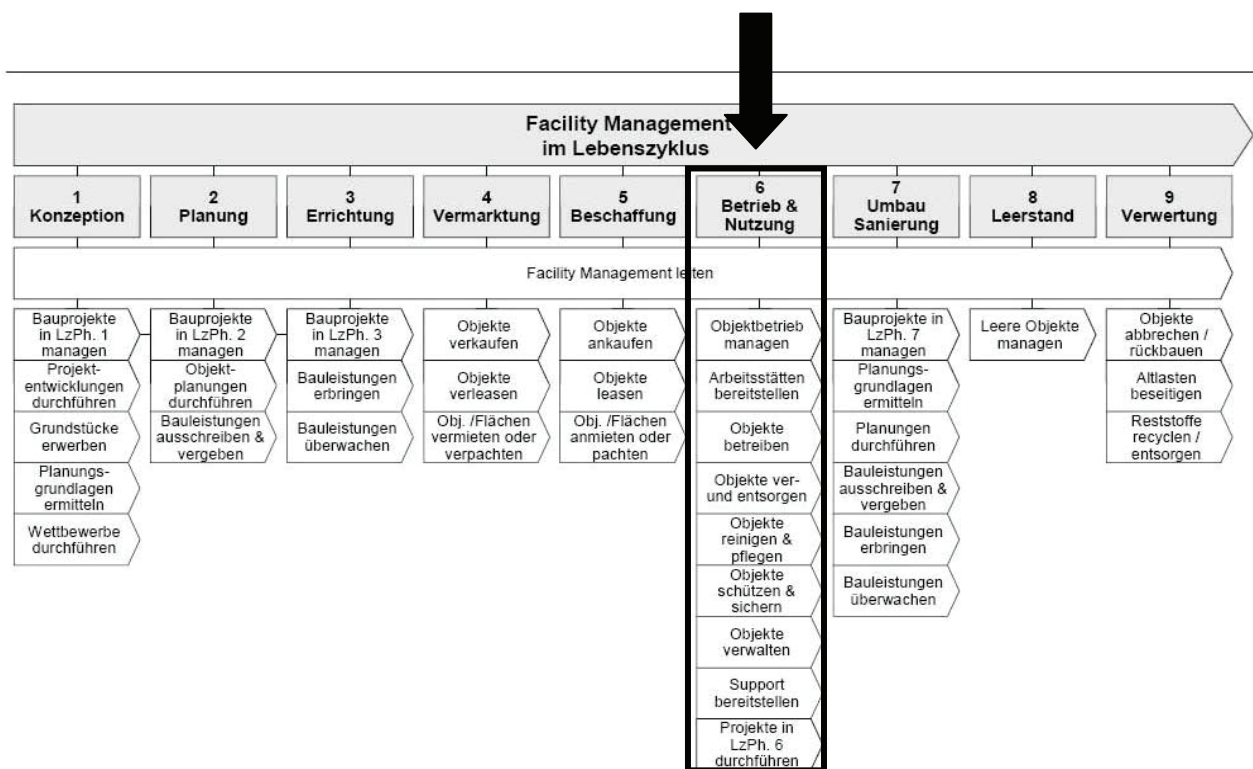 Facility Management
im Lebenszyklus
1
Konzeption
2
Planung
3
Errichtung
4
Vermarktung
5
Beschaffung
6
Betrieb &
Nutzung
7
Umbau
Sanierung
8
Leerstand
9
Verwertung
Facility Management leiten
Bauprojekte
in LzPh. 1
managen
Projekt-
entwicklungen
durchführen
Grundstücke
erwerben
Planungs-
grundlagen
ermitteln
Wettbewerbe
durchführen
Bauprojekte
in LzPh. 2
managen
Objekt-
planungen
durchführen
Bauleistungen
ausschreiben &
vergeben
Bauprojekte
in LzPh. 3
managen
Bauleistungen
erbringen
Bauleistungen
überwachen
Objekte
verkaufen
Objekte
verleasen
Obj. /Flächen
vermieten oder
verpachten
Objekte
ankaufen
Objekte
leasen
Obj. /Flächen
anmieten oder
pachten
Objektbetrieb
managen
Arbeitsstätten
bereitstellen
Objekte
betreiben
Objekte ver-
und entsorgen
Objekte
reinigen &
pflegen
Objekte
schützen &
sichern
Objekte
verwalten
Support
bereitstellen
Projekte in
LzPh. 6
durchführen
Bauprojekte in
LzPh. 7
managen
Planungs-
grundlagen
ermitteln
Planungen
durchführen
Bauleistungen
ausschreiben &
vergeben
Bauleistungen
erbringen
Bauleistungen
überwachen
Leere Objekte
managen
Objekte
abbrechen /
rückbauen
Altlasten
beseitigen
Reststoffe
recyclen /
entsorgen